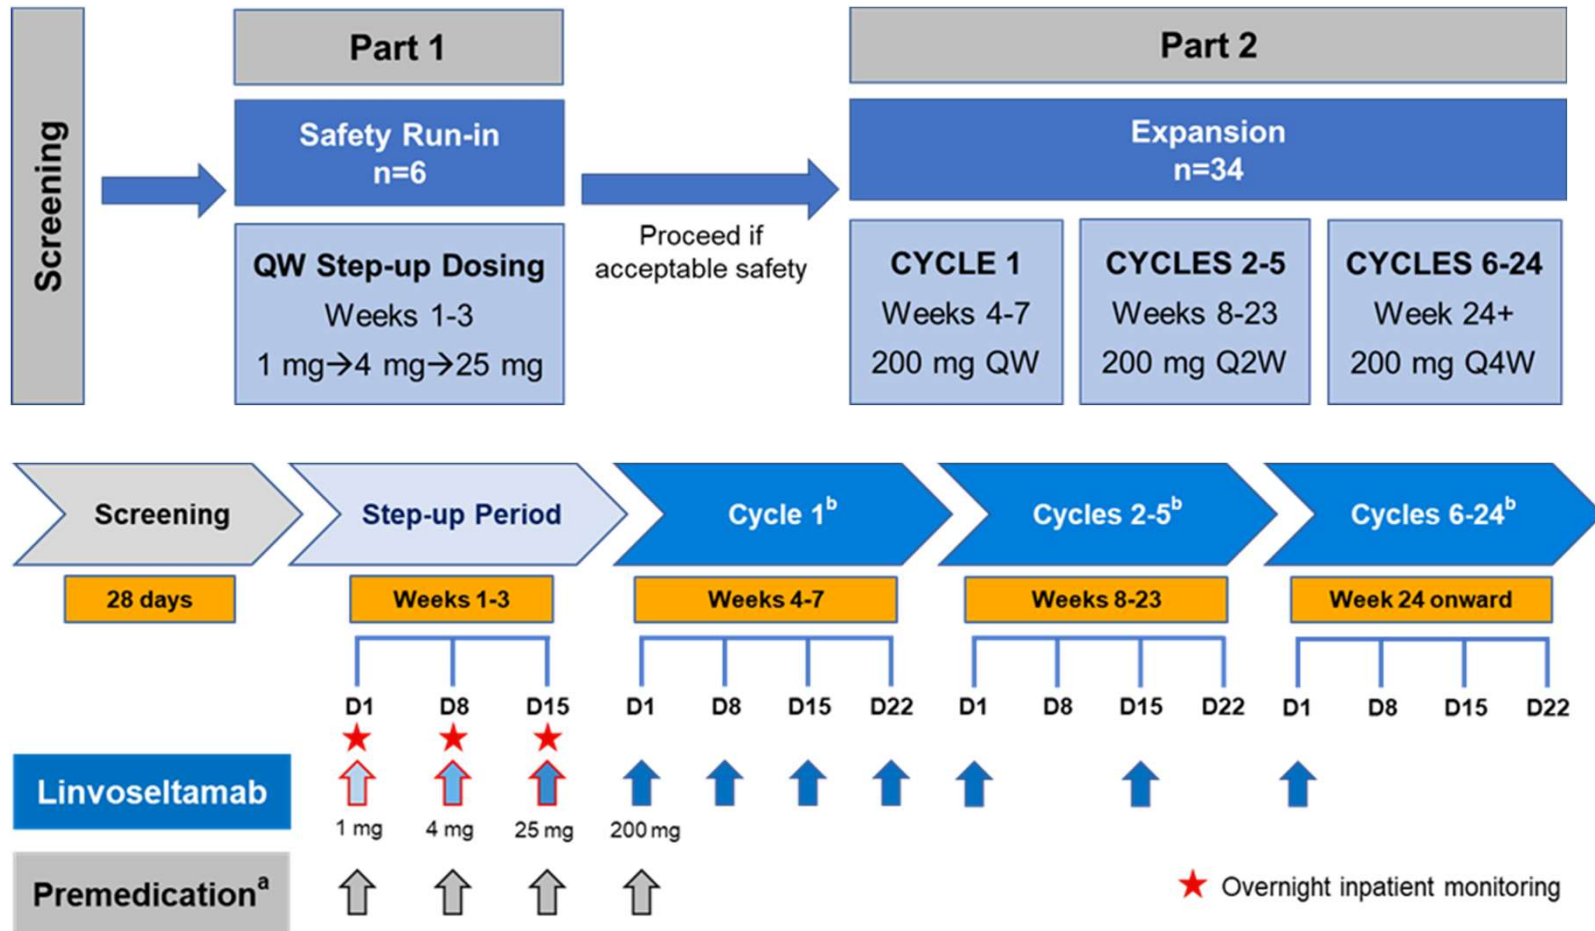 Screening
Part 1
Part 2
Safety Run-in
n=6
Expansion
n=34
QW Step-up Dosing
Weeks 1-3
1 mg→4 mg→25 mg
Proceed if
acceptable safety
CYCLE 1
Weeks 4-7
200 mg QW
CYCLES 2-5
Weeks 8-23
200 mg Q2W
CYCLES 6-24
Week 24+
200 mg Q4W
Screening
Step-up Period
Cycle 1b
Cycles 2-5b
Cycles 6-24b
28 days
Weeks 1-3
Weeks 4-7
Weeks 8-23
Week 24 onward
D1 D8 D15 D1 D8 D15 D22 D1 D8 D15 D22 D1 D8 D15 D22
Linvoseltamab
1 mg 4 mg 25 mg 200 mg
Premedicationa
Overnight inpatient monitoring